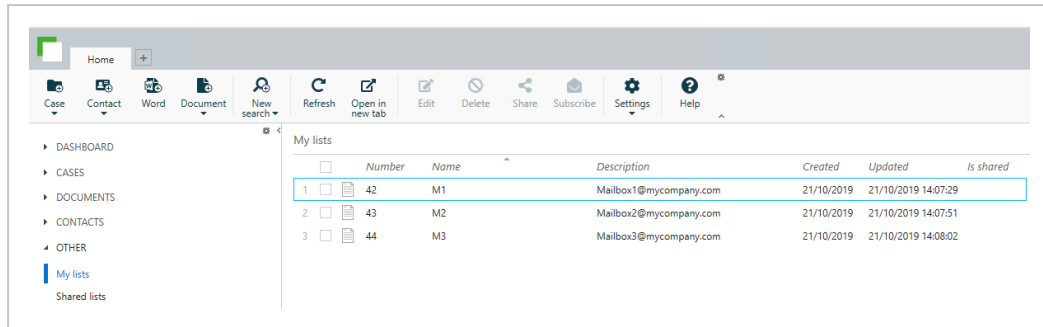 Home +
Case Contact Word Document New search Refresh Open in new tab Edit Delete Share Subscribe Settings Help
DASHBOARD
CASES
DOCUMENTS
CONTACTS
OTHER
My lists
Shared lists
My lists
Number Name Description Created Updated Is shared
1 42 M1 Mailbox1@mycompany.com 21/10/2019 21/10/2019 14:07:29
2 43 M2 Mailbox2@mycompany.com 21/10/2019 21/10/2019 14:07:51
3 44 M3 Mailbox3@mycompany.com 21/10/2019 21/10/2019 14:08:02